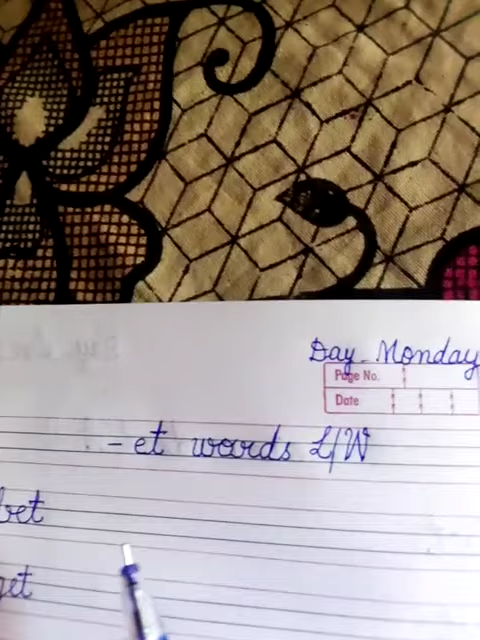 Day - Monday
Page No.
Date
- et words L/W
bet
get